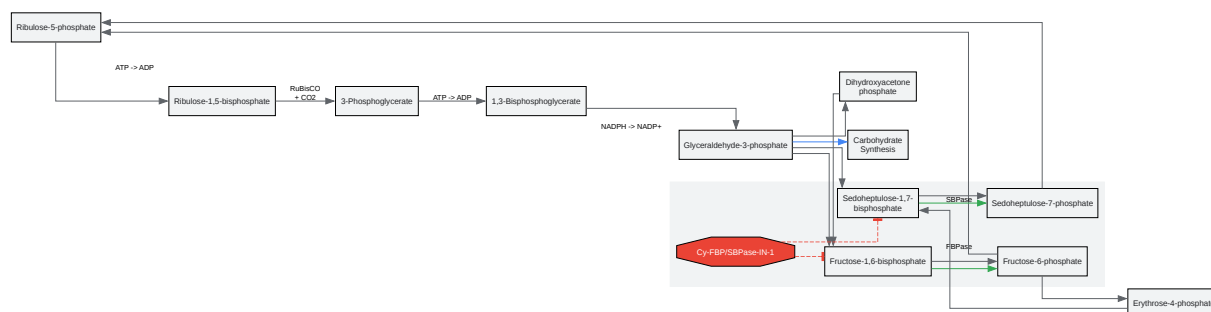 Ribulose-5-phosphate
ATP -> ADP
Ribulose-1,5-bisphosphate
RuBisCO
+ CO2
3-Phosphoglycerate
ATP -> ADP
1,3-Bisphosphoglycerate
NADPH -> NADP+
Glyceraldehyde-3-phosphate
Dihydroxyacetone
phosphate
Carbohydrate
Synthesis
Sedoheptulose-1,7-
bisphosphate
SBPase
Sedoheptulose-7-phosphate
Cy-FBP/SBPase-IN-1
Fructose-1,6-bisphosphate
FBPase
Fructose-6-phosphate
Erythrose-4-phosphate